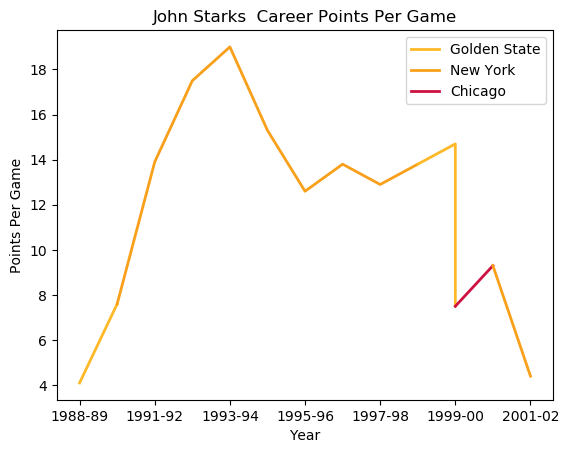 John Starks  Career Points Per Game
Golden State
New York
Chicago
Points Per Game
18
16
14
12
10
8
6
4
1988-89 1991-92 1993-94 1995-96 1997-98 1999-00 2001-02
Year